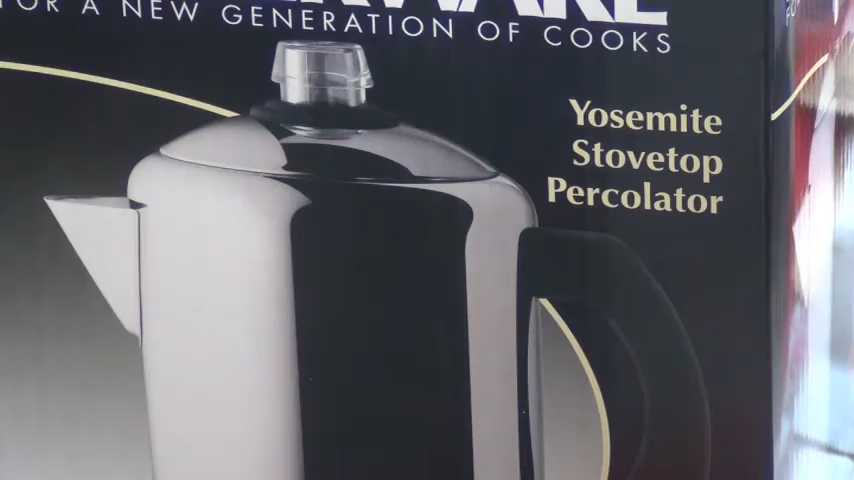 FOR A NEW GENERATION OF COOKS
Yosemite
Stovetop
Percolator